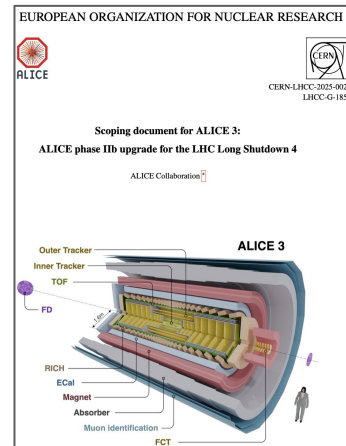 EUROPEAN ORGANIZATION FOR NUCLEAR RESEARCH
ALICE
CERN
CERN-LHCC-2025-002
LHCC-G-185
Scoping document for ALICE 3:
ALICE phase IIb upgrade for the LHC Long Shutdown 4
ALICE Collaboration*
ALICE 3
Outer Tracker
Inner Tracker
TOF
FD
1.6m
RICH
ECal
Magnet
Absorber
Muon identification
FCT